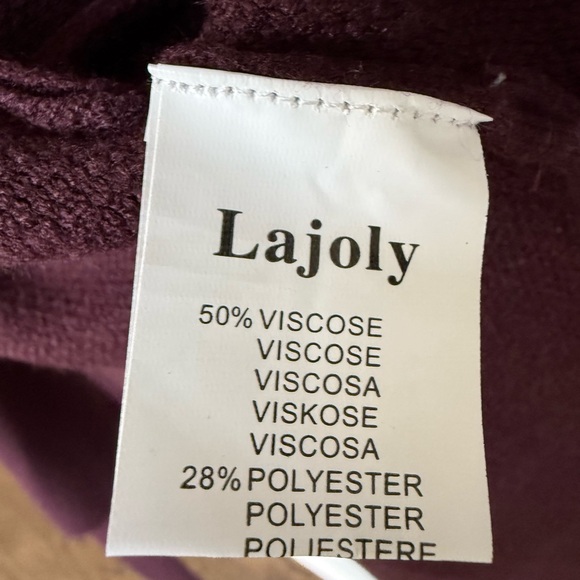 Lajoly
50% VISCOSE
VISCOSE
VISCOSA
VISKOSE
VISCOSA
28% POLYESTER
POLYESTER
POLIESTERE